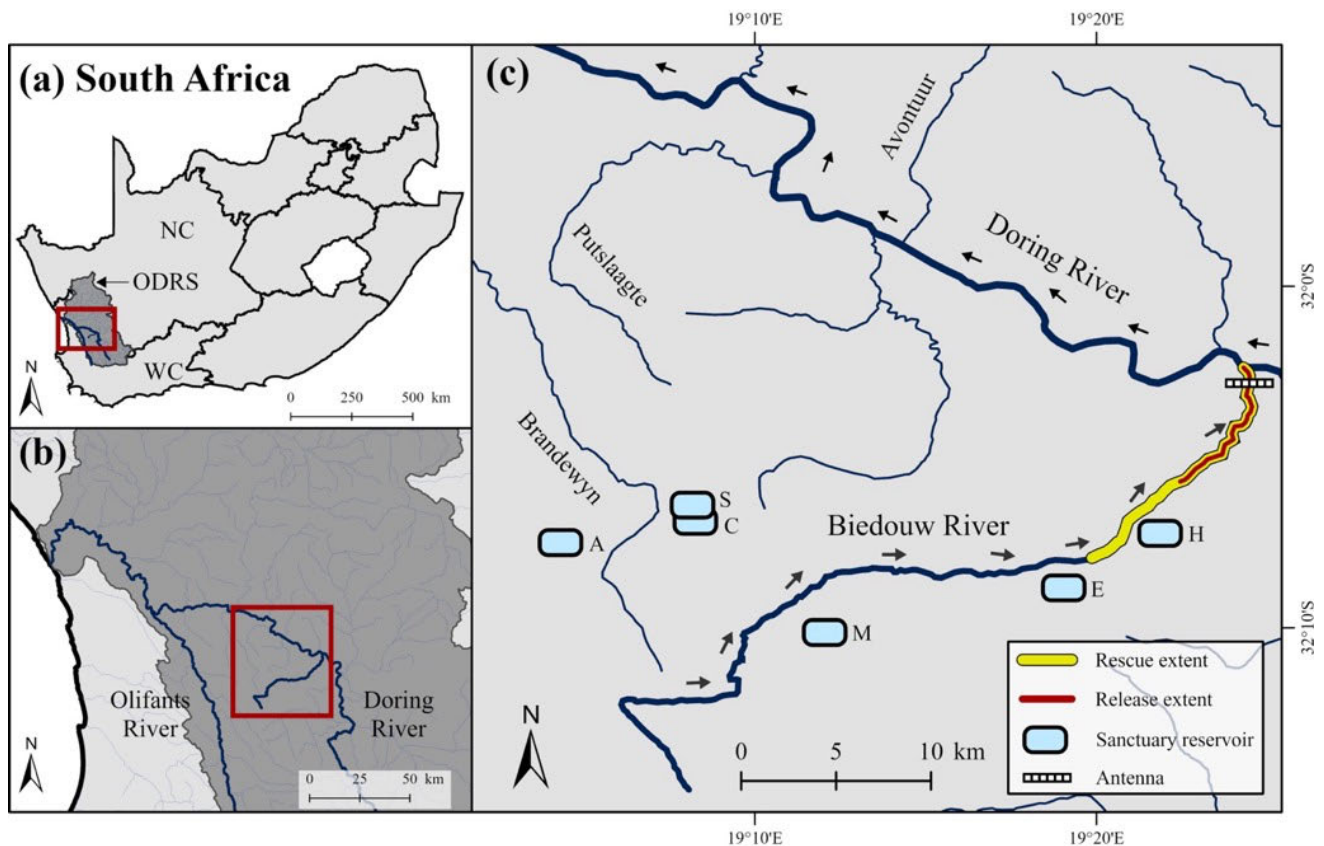 (a) South Africa
NC
ODRS
WC
N
0 250 500 km
(b)
Olifants
River
Doring
River
N
0 25 50 km
19°10'E
19°20'E
(c)
Avontuur
Putslaagte
Doring River
32°0'S
Brandewyn
S
C
A
Biedouw River
H
E
M
32°10'S
N
0 5 10 km
Rescue extent
Release extent
Sanctuary reservoir
Antenna
19°10'E
19°20'E